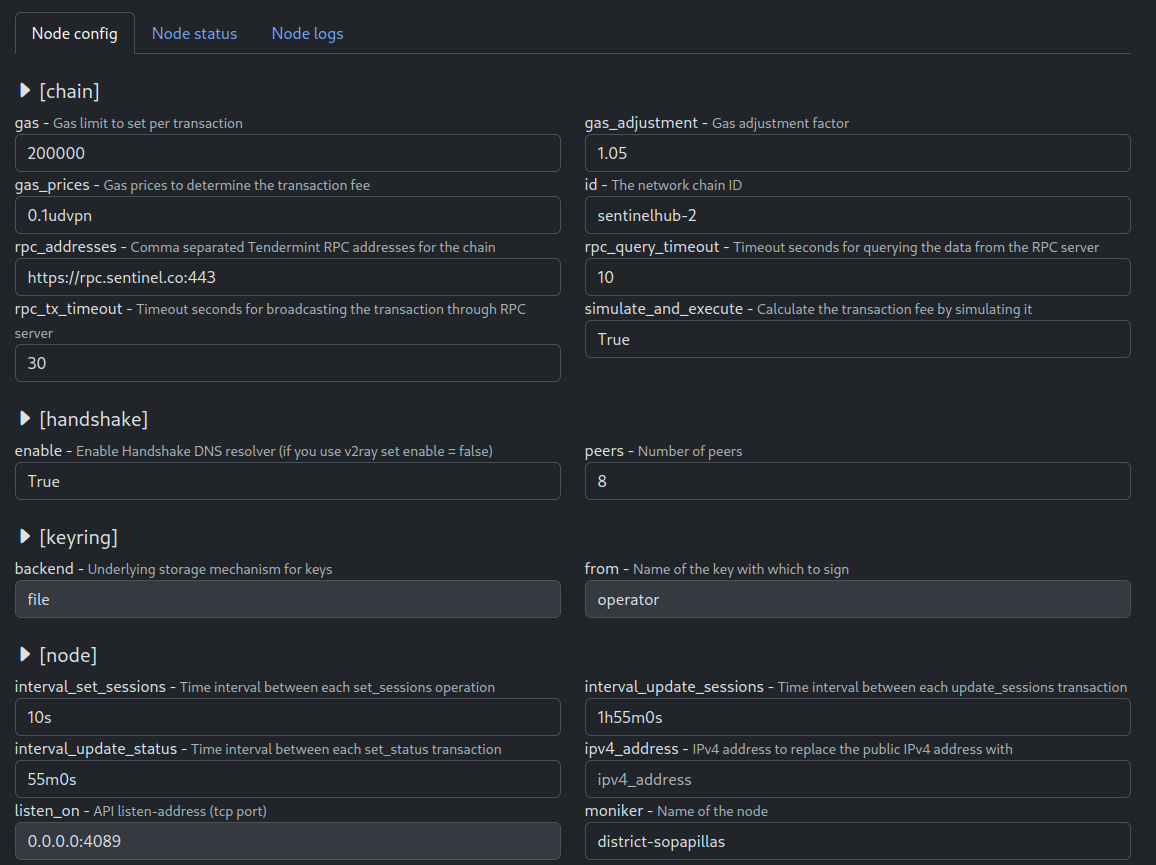 Node config Node status Node logs
[chain]
gas - Gas limit to set per transaction
200000
gas_adjustment - Gas adjustment factor
1.05
gas_prices - Gas prices to determine the transaction fee
0.1udvpn
id - The network chain ID
sentinelhub-2
rpc_addresses - Comma separated Tendermint RPC addresses for the chain
https://rpc.sentinel.co:443
rpc_query_timeout - Timeout seconds for querying the data from the RPC server
10
rpc_tx_timeout - Timeout seconds for broadcasting the transaction through RPC
server
30
simulate_and_execute - Calculate the transaction fee by simulating it
True
[handshake]
enable - Enable Handshake DNS resolver (if you use v2ray set enable = false)
True
peers - Number of peers
8
[keyring]
backend - Underlying storage mechanism for keys
file
from - Name of the key with which to sign
operator
[node]
interval_set_sessions - Time interval between each set_sessions operation
10s
interval_update_sessions - Time interval between each update_sessions transaction
1h55m0s
interval_update_status - Time interval between each set_status transaction
55m0s
ipv4_address - IPv4 address to replace the public IPv4 address with
ipv4_address
listen_on - API listen-address (tcp port)
0.0.0.0:4089
moniker - Name of the node
district-sopapillas